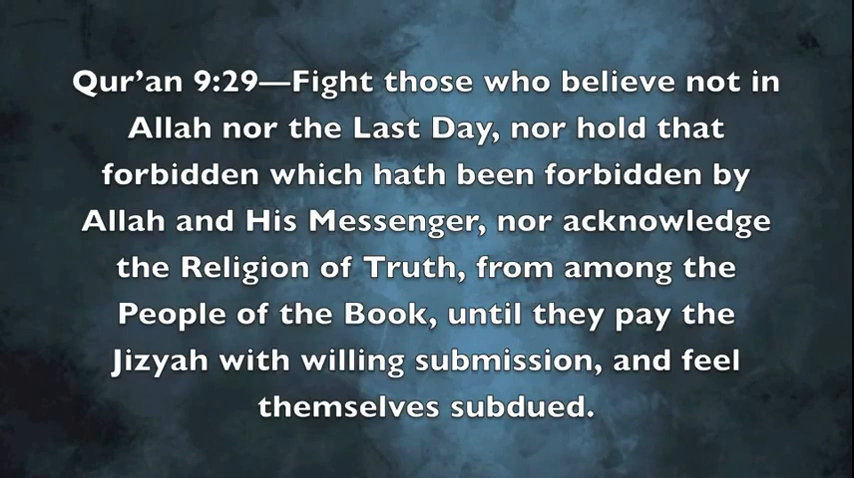 Qur’an 9:29—Fight those who believe not in
Allah nor the Last Day, nor hold that
forbidden which hath been forbidden by
Allah and His Messenger, nor acknowledge
the Religion of Truth, from among the
People of the Book, until they pay the
Jizyah with willing submission, and feel
themselves subdued.